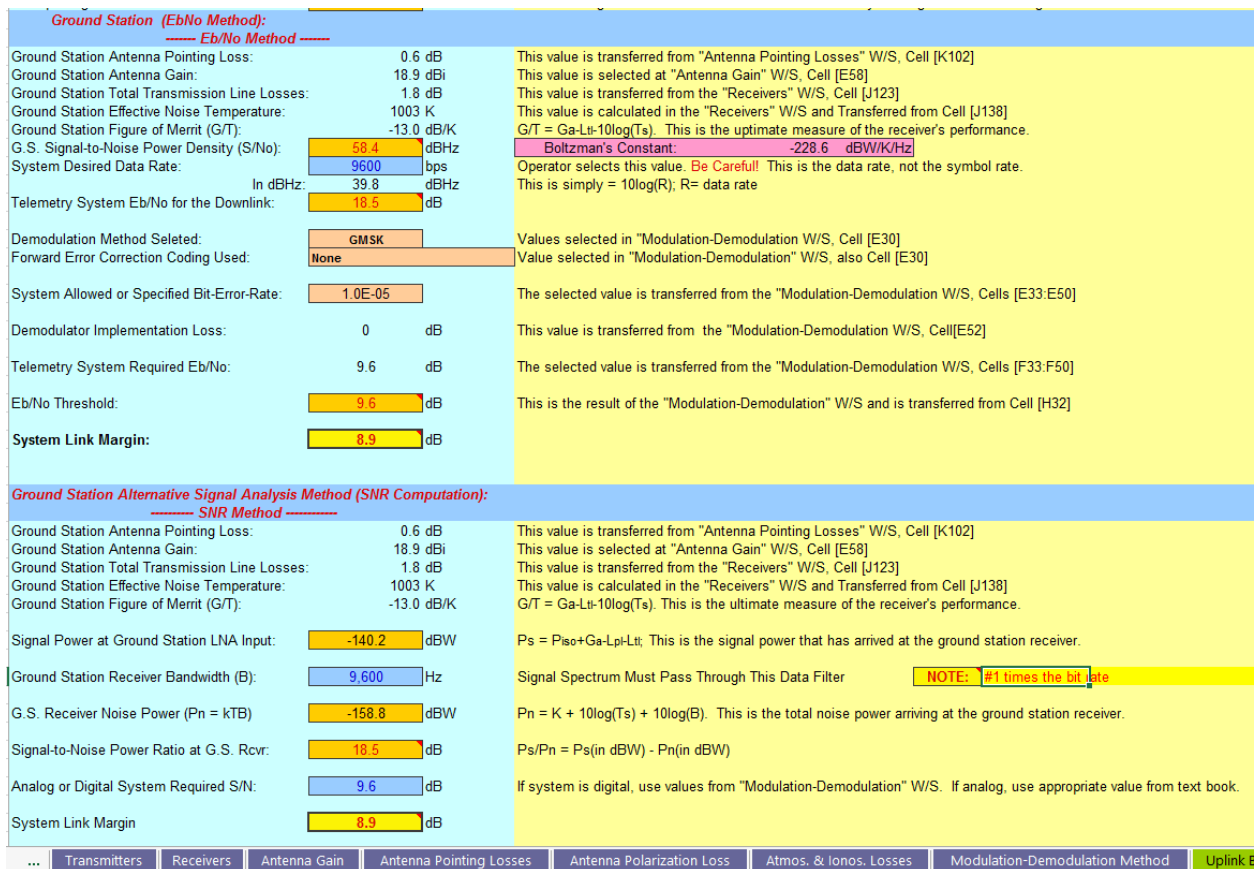 Ground Station (EbNo Method):
------- Eb/No Method -------
Ground Station Antenna Pointing Loss: 0.6 dB This value is transferred from "Antenna Pointing Losses" W/S, Cell [K102]
Ground Station Antenna Gain: 18.9 dBi This value is selected at "Antenna Gain" W/S, Cell [E58]
Ground Station Total Transmission Line Losses: 1.8 dB This value is transferred from the "Receivers" W/S, Cell [J123]
Ground Station Effective Noise Temperature: 1003 K This value is calculated in the "Receivers" W/S and Transferred from Cell [J138]
Ground Station Figure of Merit (G/T): -13.0 dB/K G/T = Ga-Ltl-10log(Ts). This is the uptimate measure of the receiver's performance.
G.S. Signal-to-Noise Power Density (S/No): 58.4 dBHz Boltzman's Constant: -228.6 dBW/K/Hz
System Desired Data Rate: 9600 bps Operator selects this value. Be Careful! This is the data rate, not the symbol rate.
In dBHz: 39.8 dBHz This is simply = 10log(R); R= data rate
Telemetry System Eb/No for the Downlink: 18.5 dB
Demodulation Method Seleted: GMSK Values selected in "Modulation-Demodulation W/S, Cell [E30]
Forward Error Correction Coding Used: None Value selected in "Modulation-Demodulation" W/S, also Cell [E30]
System Allowed or Specified Bit-Error-Rate: 1.0E-05 The selected value is transferred from the "Modulation-Demodulation W/S, Cells [E33:E50]
Demodulator Implementation Loss: 0 dB This value is transferred from the "Modulation-Demodulation W/S, Cell[E52]
Telemetry System Required Eb/No: 9.6 dB The selected value is transferred from the "Modulation-Demodulation W/S, Cells [F33:F50]
Eb/No Threshold: 9.6 dB This is the result of the "Modulation-Demodulation" W/S and is transferred from Cell [H32]
System Link Margin: 8.9 dB
Ground Station Alternative Signal Analysis Method (SNR Computation):
---------- SNR Method ------------
Ground Station Antenna Pointing Loss: 0.6 dB This value is transferred from "Antenna Pointing Losses" W/S, Cell [K102]
Ground Station Antenna Gain: 18.9 dBi This value is selected at "Antenna Gain" W/S, Cell [E58]
Ground Station Total Transmission Line Losses: 1.8 dB This value is transferred from the "Receivers" W/S, Cell [J123]
Ground Station Effective Noise Temperature: 1003 K This value is calculated in the "Receivers" W/S and Transferred from Cell [J138]
Ground Station Figure of Merit (G/T): -13.0 dB/K G/T = Ga-Ltl-10log(Ts). This is the ultimate measure of the receiver's performance.
Signal Power at Ground Station LNA Input: -140.2 dBW Ps = Piso+Ga-Lpl-Ltl; This is the signal power that has arrived at the ground station receiver.
Ground Station Receiver Bandwidth (B): 9,600 Hz Signal Spectrum Must Pass Through This Data Filter NOTE: #1 times the bit rate
G.S. Receiver Noise Power (Pn = kTB) -158.8 dBW Pn = K + 10log(Ts) + 10log(B). This is the total noise power arriving at the ground station receiver.
Signal-to-Noise Power Ratio at G.S. Rcvr: 18.5 dB Ps/Pn = Ps(in dBW) - Pn(in dBW)
Analog or Digital System Required S/N: 9.6 dB If system is digital, use values from "Modulation-Demodulation" W/S. If analog, use appropriate value from text book.
System Link Margin 8.9 dB
... Transmitters Receivers Antenna Gain Antenna Pointing Losses Antenna Polarization Loss Atmos. & Ionos. Losses Modulation-Demodulation Method Uplink